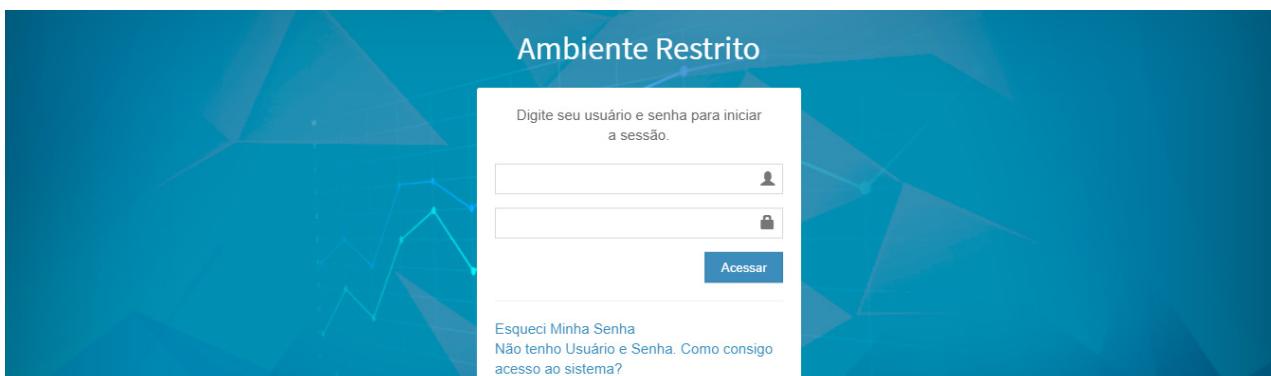 Ambiente Restrito
Digite seu usuário e senha para iniciar
a sessão.
Acessar
Esqueci Minha Senha
Não tenho Usuário e Senha. Como consigo
acesso ao sistema?